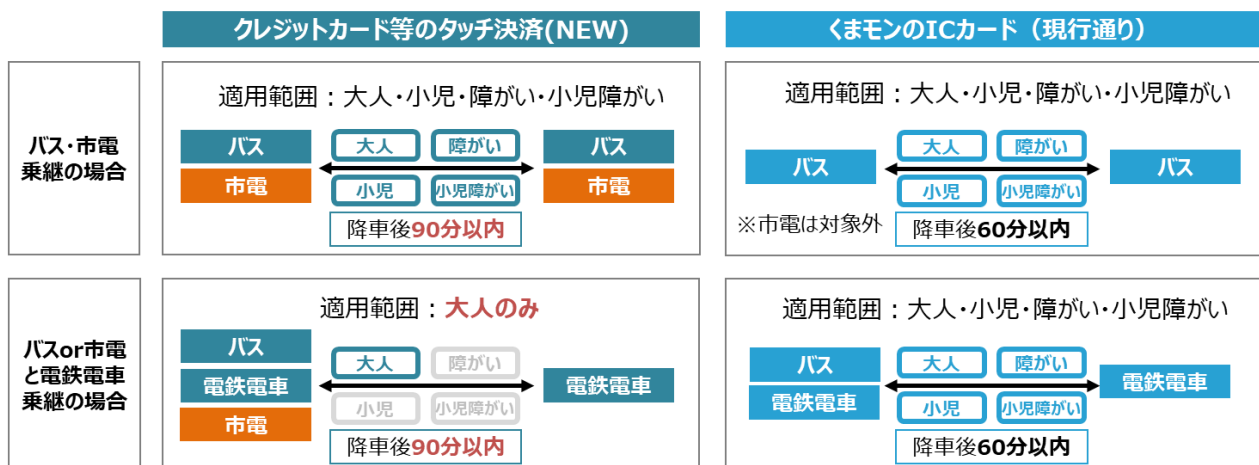 クレジットカード等のタッチ決済(NEW)
くまモンのICカード（現行通り）
バス・市電
乗継の場合
適用範囲：大人・小児・障がい・小児障がい
バス
市電
大人
障がい
小児
小児障がい
バス
市電
降車後90分以内
適用範囲：大人・小児・障がい・小児障がい
バス
大人
障がい
小児
小児障がい
バス
※市電は対象外
降車後60分以内
バスor市電
と電鉄電車
乗継の場合
適用範囲：大人のみ
バス
電鉄電車
市電
大人
障がい
小児
小児障がい
電鉄電車
降車後90分以内
適用範囲：大人・小児・障がい・小児障がい
バス
電鉄電車
大人
障がい
小児
小児障がい
電鉄電車
降車後60分以内